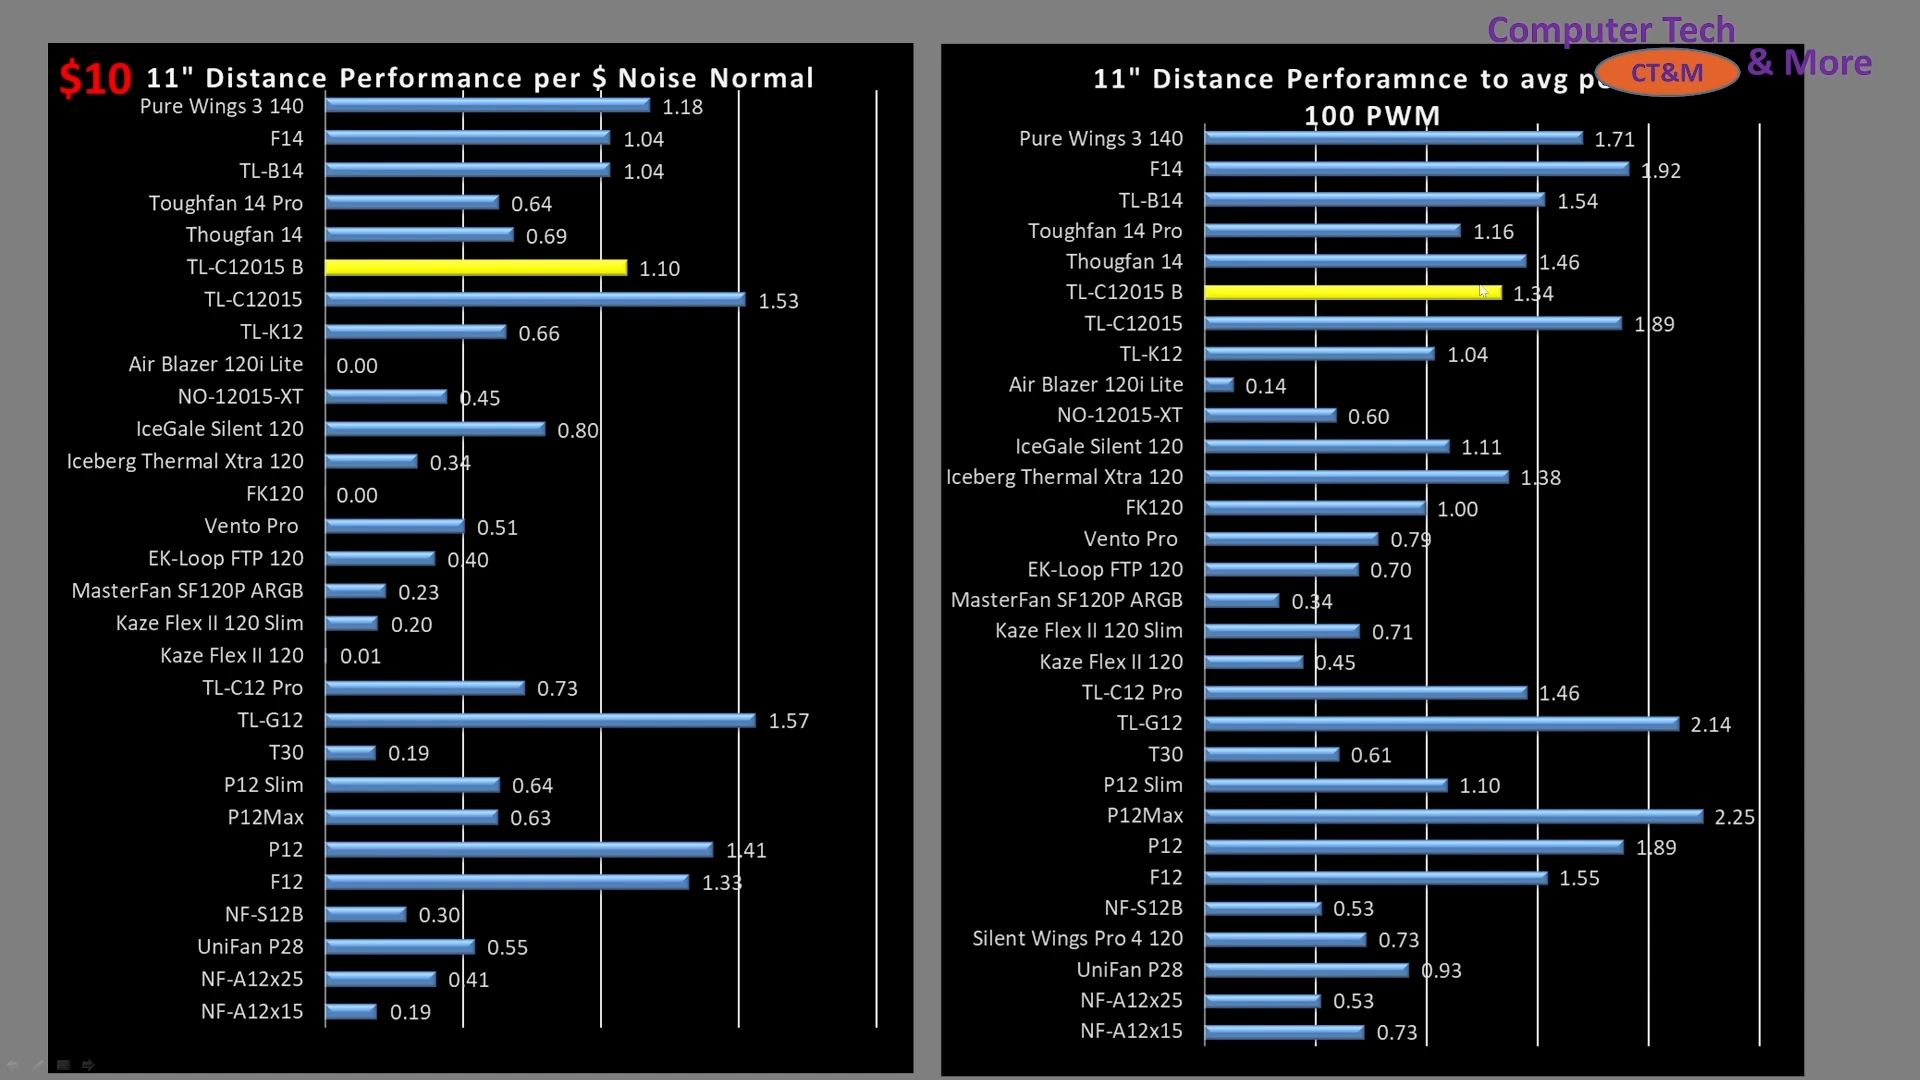 Computer Tech
CT&M
& More
$10
11" Distance Performance per $ Noise Normal
Pure Wings 3 140 1.18
F14 1.04
TL-B14 1.04
Toughfan 14 Pro 0.64
Thougfan 14 0.69
TL-C12015 B 1.10
TL-C12015 1.53
TL-K12 0.66
Air Blazer 120i Lite 0.00
NO-12015-XT 0.45
IceGale Silent 120 0.80
Iceberg Thermal Xtra 120 0.34
FK120 0.00
Vento Pro 0.51
EK-Loop FTP 120 0.40
MasterFan SF120P ARGB 0.23
Kaze Flex II 120 Slim 0.20
Kaze Flex II 120 0.01
TL-C12 Pro 0.73
TL-G12 1.57
T30 0.19
P12 Slim 0.64
P12Max 0.63
P12 1.41
F12 1.33
NF-S12B 0.30
UniFan P28 0.55
NF-A12x25 0.41
NF-A12x15 0.19
11" Distance Perforamnce to avg
100 PWM
Pure Wings 3 140 1.71
F14 1.92
TL-B14 1.54
Toughfan 14 Pro 1.16
Thougfan 14 1.46
TL-C12015 B 1.34
TL-C12015 1.89
TL-K12 1.04
Air Blazer 120i Lite 0.14
NO-12015-XT 0.60
IceGale Silent 120 1.11
Iceberg Thermal Xtra 120 1.38
FK120 1.00
Vento Pro 0.79
EK-Loop FTP 120 0.70
MasterFan SF120P ARGB 0.34
Kaze Flex II 120 Slim 0.71
Kaze Flex II 120 0.45
TL-C12 Pro 1.46
TL-G12 2.14
T30 0.61
P12 Slim 1.10
P12Max 2.25
P12 1.89
F12 1.55
NF-S12B 0.53
Silent Wings Pro 4 120 0.73
UniFan P28 0.93
NF-A12x25 0.53
NF-A12x15 0.73